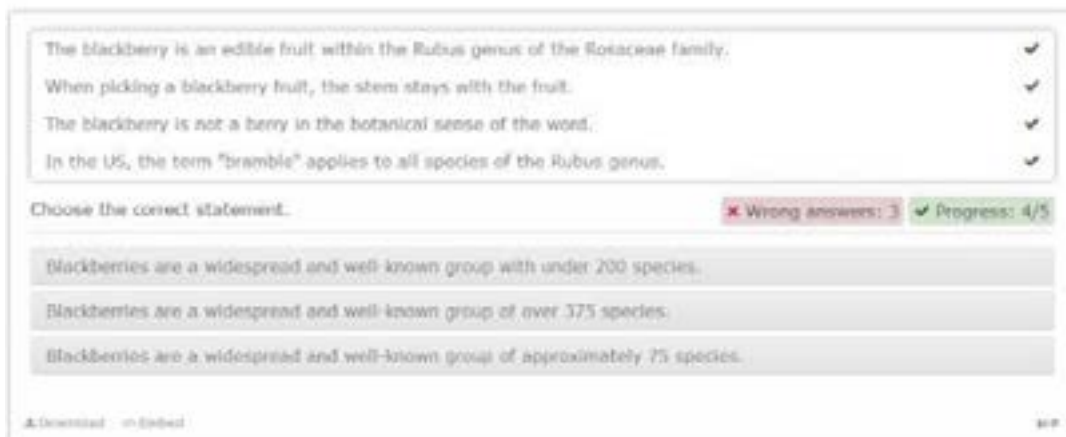 The blackberry is an edible fruit within the Rubus genus of the Rosaceae family.
When picking a blackberry fruit, the stem stays with the fruit.
The blackberry is not a berry in the botanical sense of the word.
In the US, the term "bramble" applies to all species of the Rubus genus.
Choose the correct statement.
Wrong answers: 3
Progress: 4/5
Blackberries are a widespread and well-known group with under 200 species.
Blackberries are a widespread and well-known group of over 375 species.
Blackberries are a widespread and well-known group of approximately 75 species.
Download
Embed